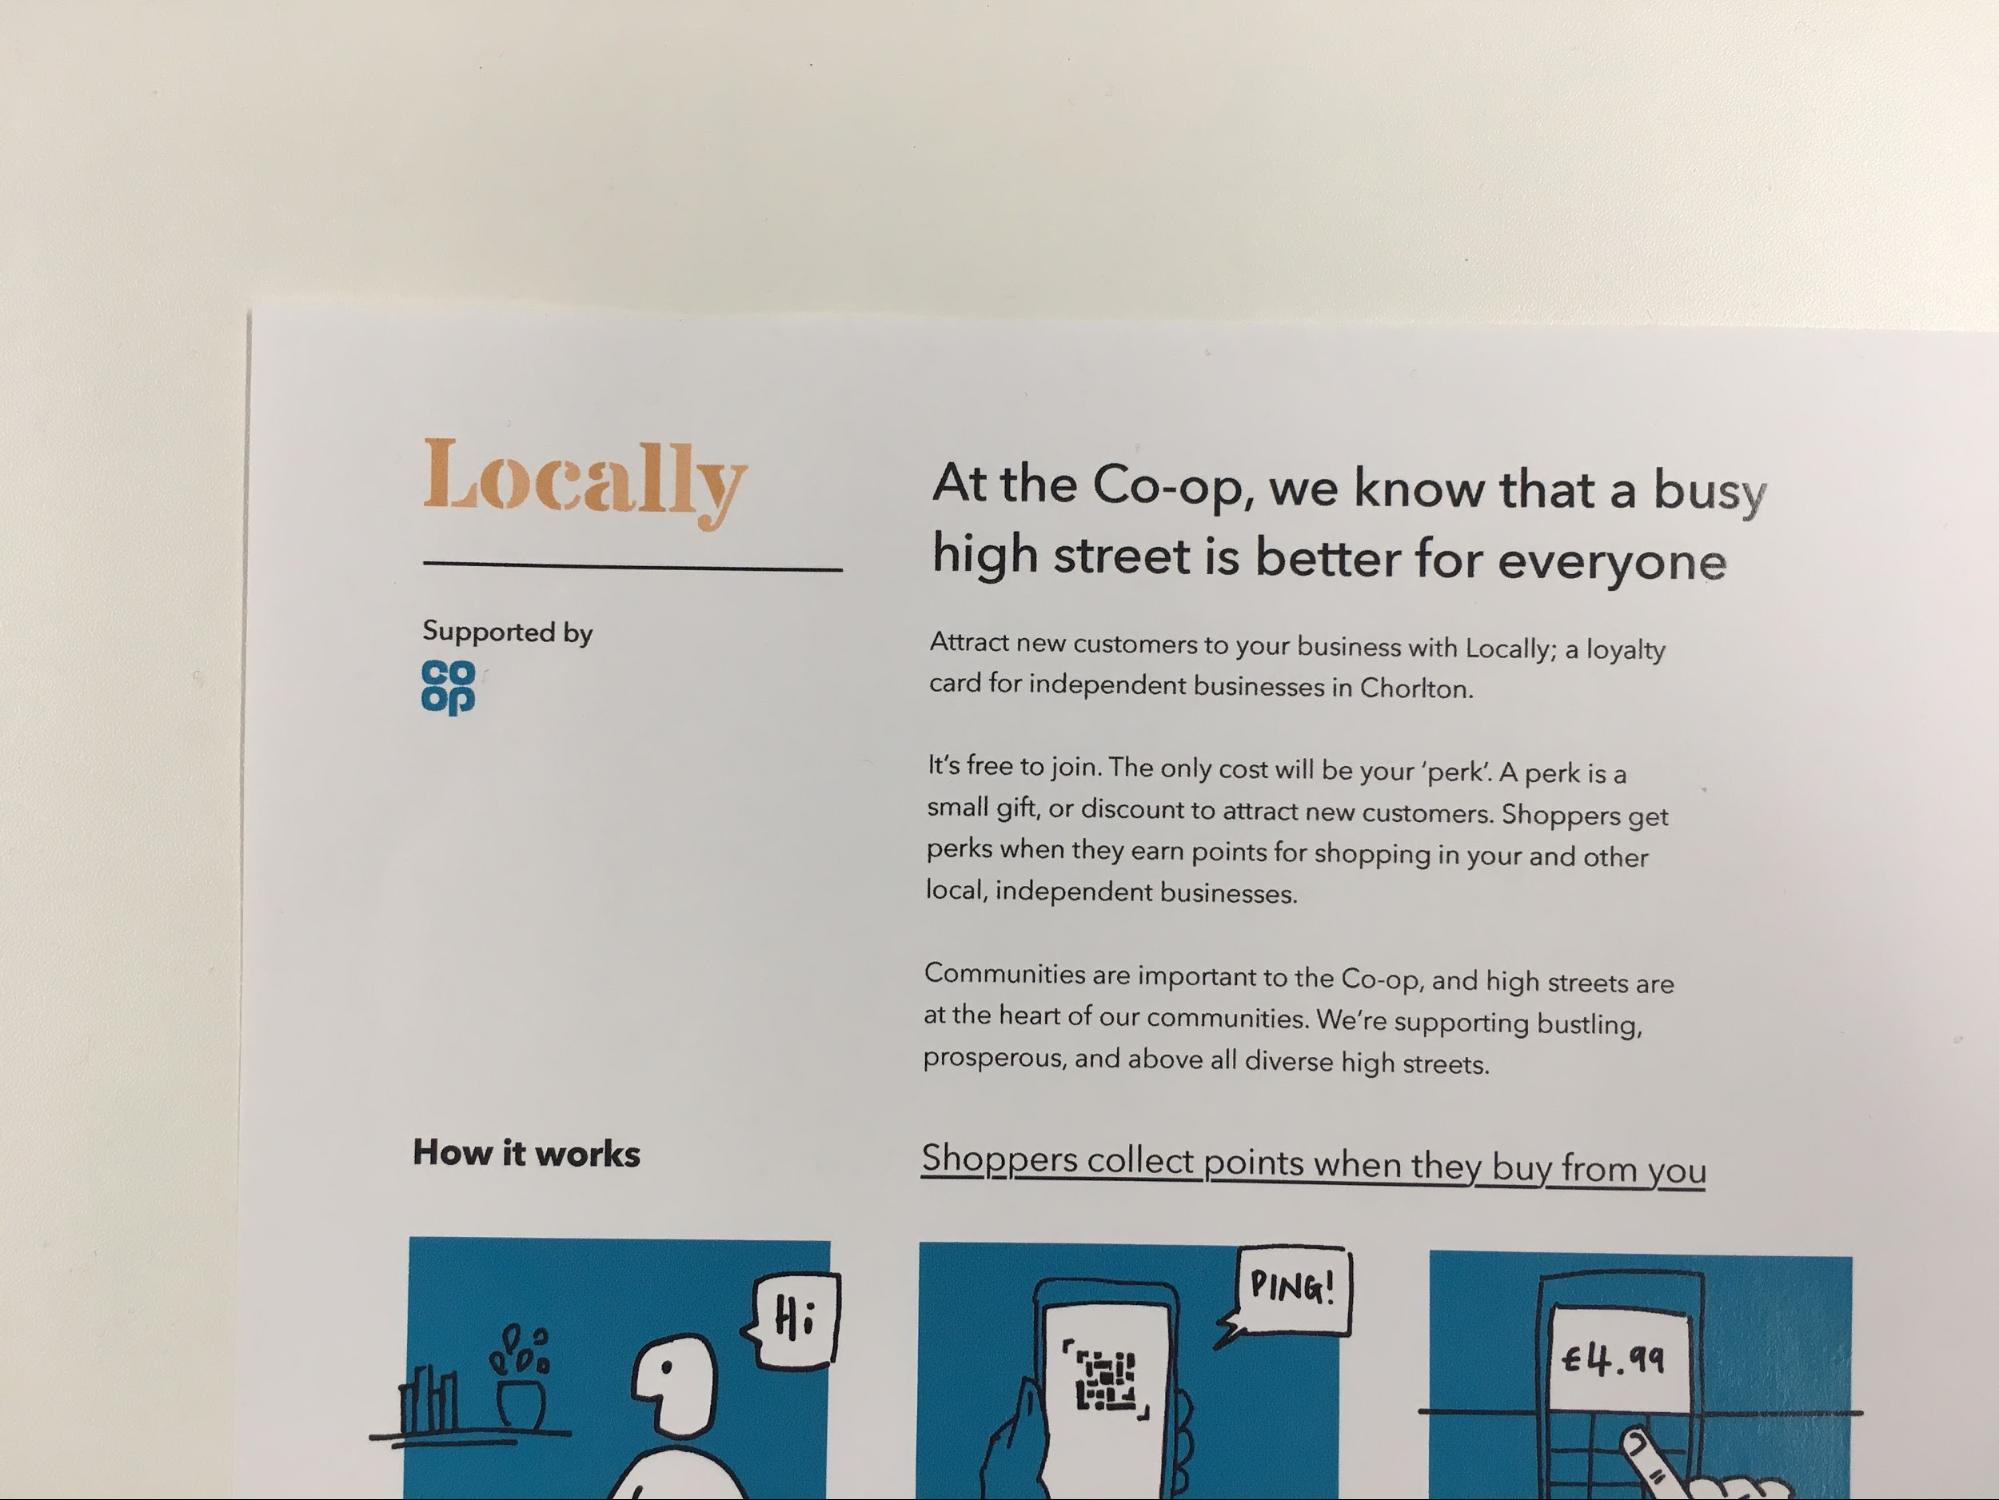 Locally
Supported by
co
op
At the Co-op, we know that a busy
high street is better for everyone
Attract new customers to your business with Locally; a loyalty
card for independent businesses in Chorlton.
It's free to join. The only cost will be your 'perk'. A perk is a
small gift, or discount to attract new customers. Shoppers get
perks when they earn points for shopping in your and other
local, independent businesses.
Communities are important to the Co-op, and high streets are
at the heart of our communities. We're supporting bustling,
prosperous, and above all diverse high streets.
How it works
Shoppers collect points when they buy from you
Hi
PING!
£4.99